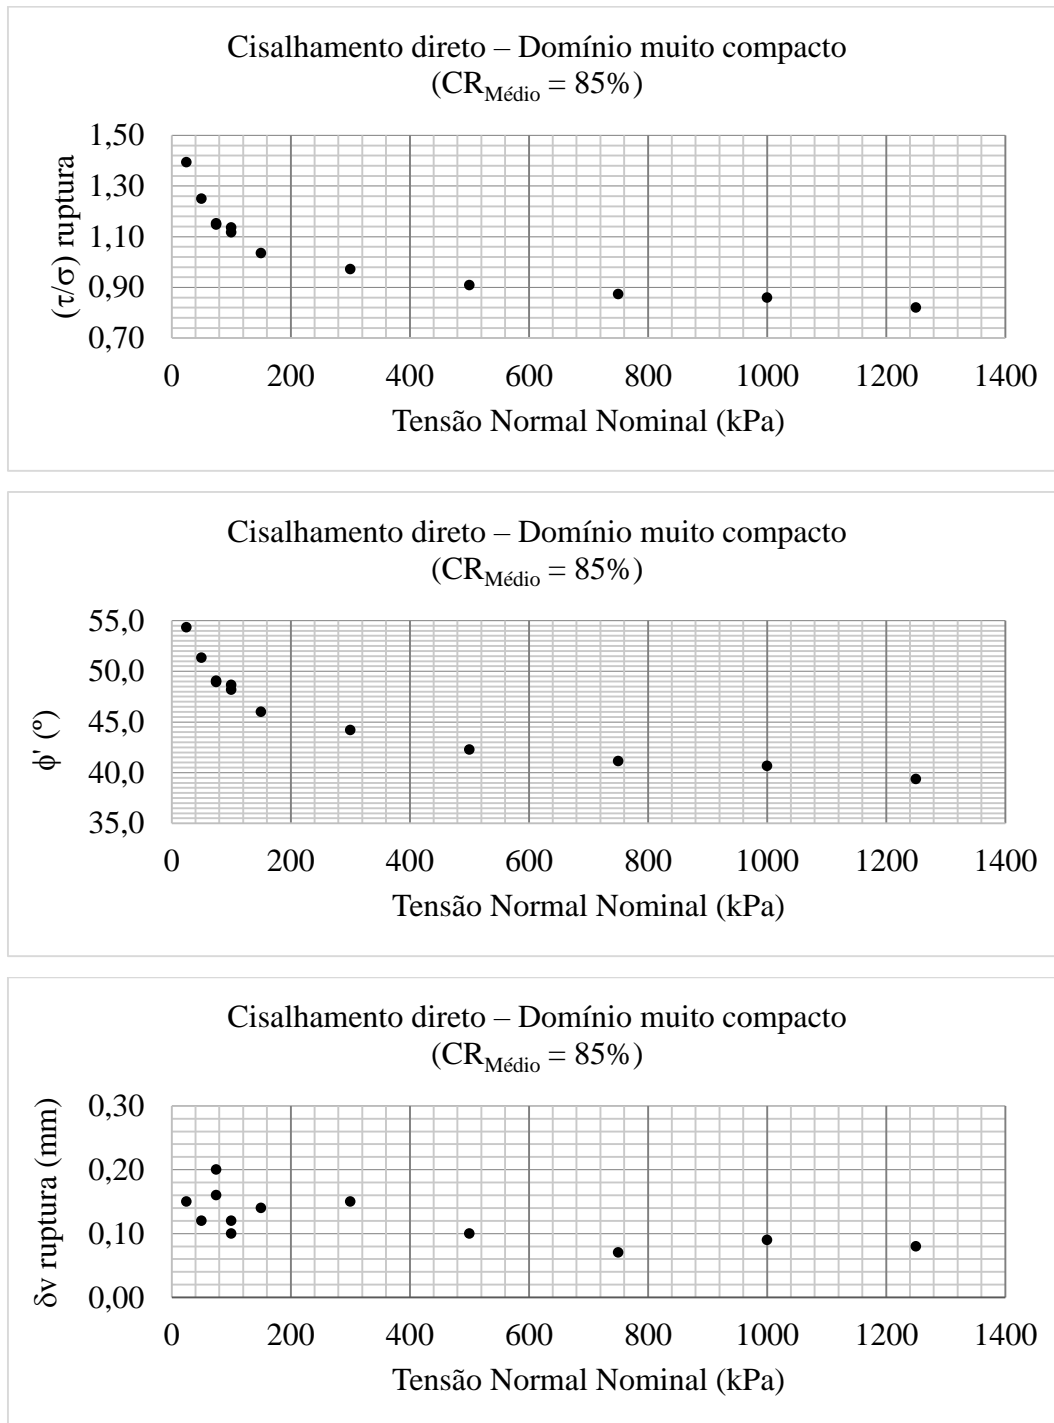 Cisalhamento direto – Domínio muito compacto
(CRMédio = 85%)
(τ/σ) ruptura
1,50
1,30
1,10
0,90
0,70
0 200 400 600 800 1000 1200 1400
Tensão Normal Nominal (kPa)
Cisalhamento direto – Domínio muito compacto
(CRMédio = 85%)
ϕ' (º)
55,0
50,0
45,0
40,0
35,0
0 200 400 600 800 1000 1200 1400
Tensão Normal Nominal (kPa)
Cisalhamento direto – Domínio muito compacto
(CRMédio = 85%)
δv ruptura (mm)
0,30
0,20
0,10
0,00
0 200 400 600 800 1000 1200 1400
Tensão Normal Nominal (kPa)